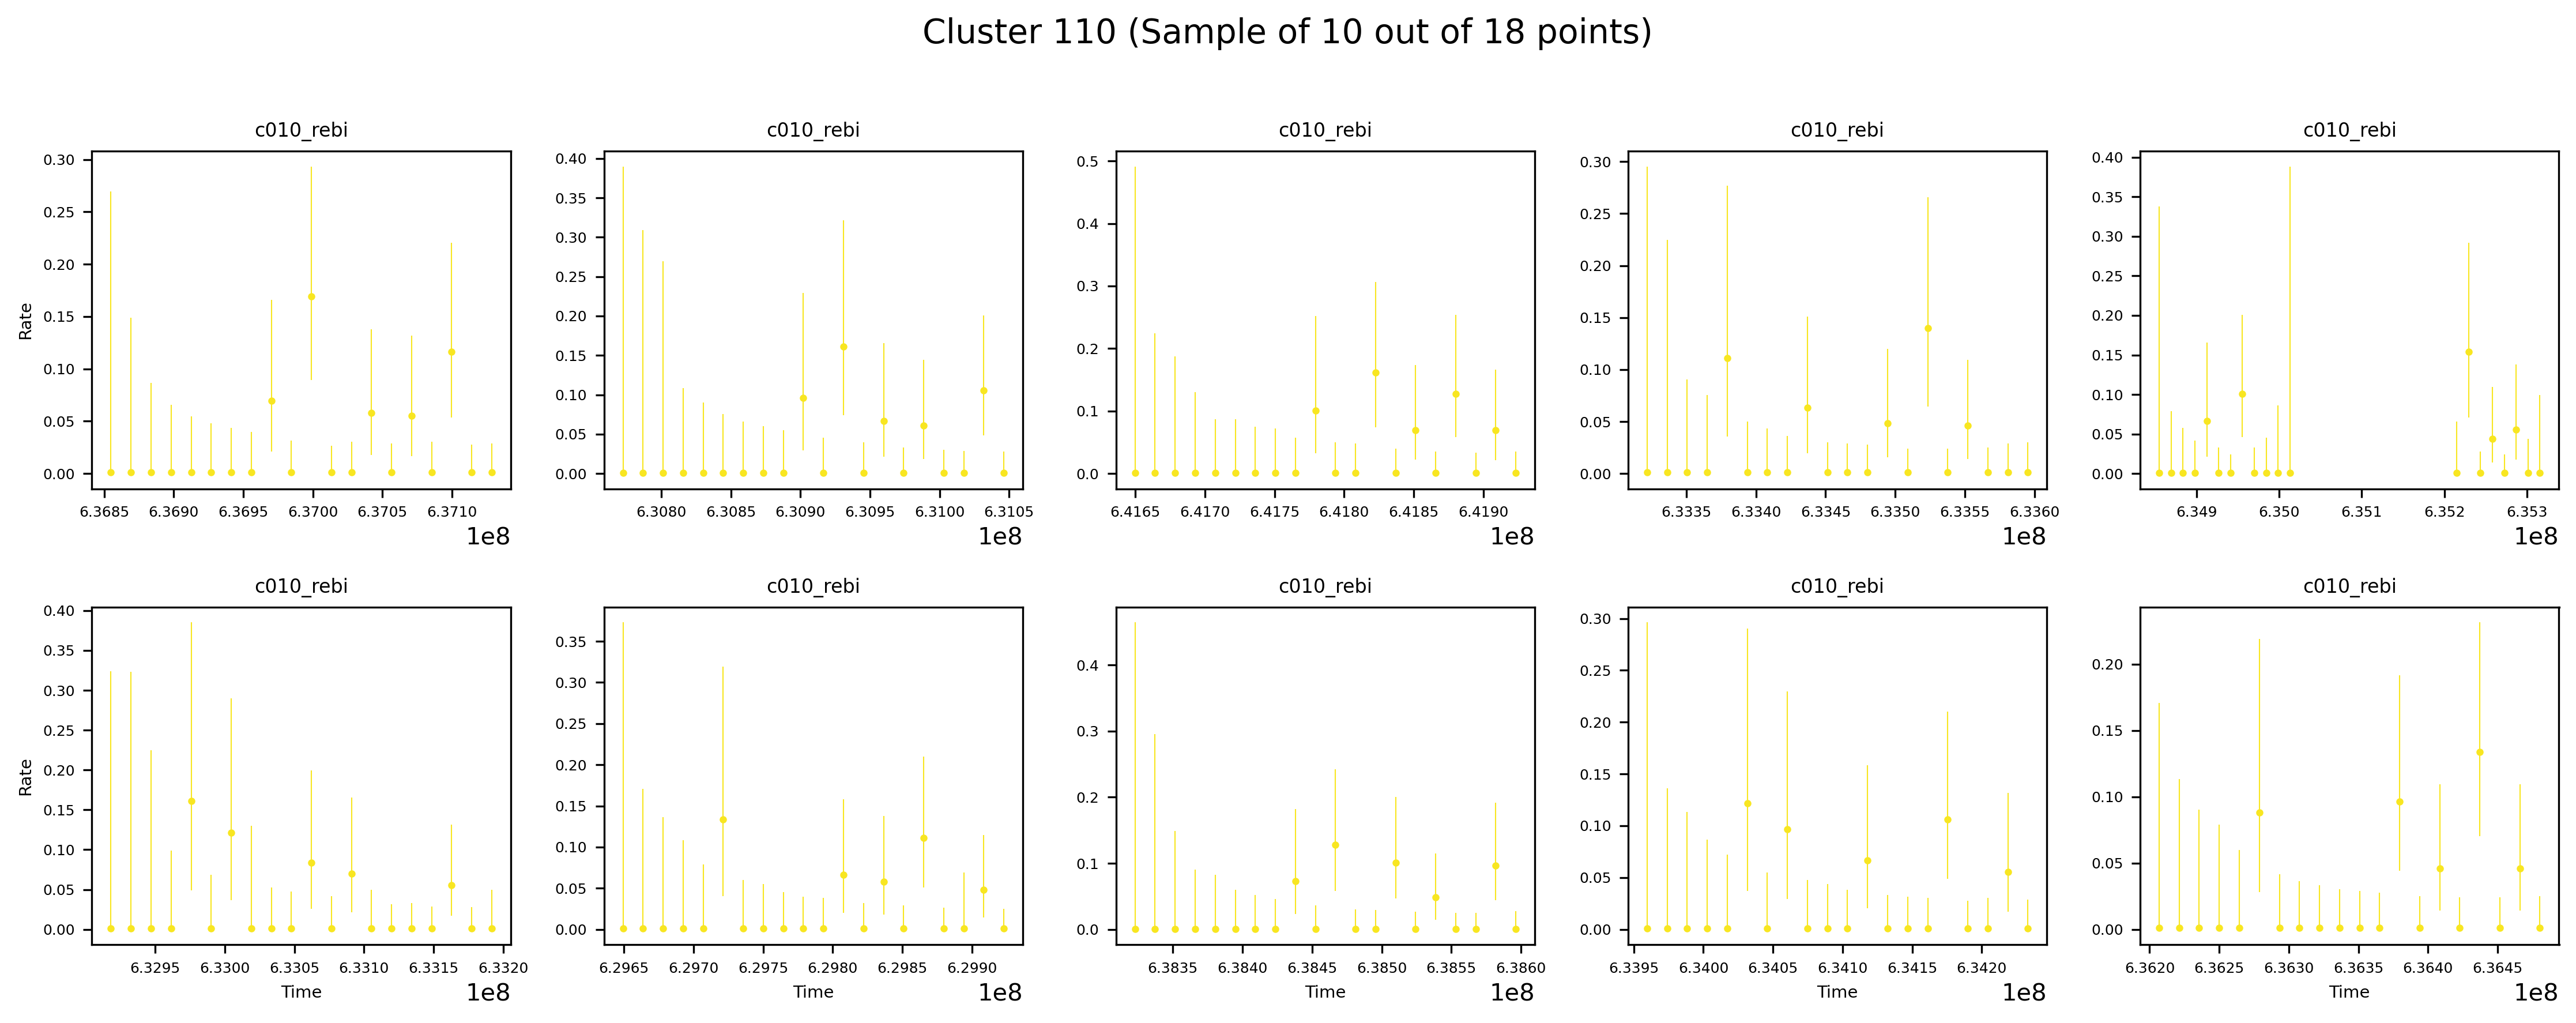 Cluster 110 (Sample of 10 out of 18 points)
c010_rebi c010_rebi c010_rebi c010_rebi c010_rebi
Rate
0.30 0.25 0.20 0.15 0.10 0.05 0.00
6.3685 6.3690 6.3695 6.3700 6.3705 6.3710
1e8
0.40 0.35 0.30 0.25 0.20 0.15 0.10 0.05 0.00
6.3080 6.3085 6.3090 6.3095 6.3100 6.3105
1e8
0.5 0.4 0.3 0.2 0.1 0.0
6.4165 6.4170 6.4175 6.4180 6.4185 6.4190
1e8
0.30 0.25 0.20 0.15 0.10 0.05 0.00
6.3335 6.3340 6.3345 6.3350 6.3355 6.3360
1e8
0.40 0.35 0.30 0.25 0.20 0.15 0.10 0.05 0.00
6.349 6.350 6.351 6.352 6.353
1e8
c010_rebi c010_rebi c010_rebi c010_rebi c010_rebi
Rate
0.40 0.35 0.30 0.25 0.20 0.15 0.10 0.05 0.00
6.3295 6.3300 6.3305 6.3310 6.3315 6.3320
Time
1e8
0.35 0.30 0.25 0.20 0.15 0.10 0.05 0.00
6.2965 6.2970 6.2975 6.2980 6.2985 6.2990
Time
1e8
0.4 0.3 0.2 0.1 0.0
6.3835 6.3840 6.3845 6.3850 6.3855 6.3860
Time
1e8
0.30 0.25 0.20 0.15 0.10 0.05 0.00
6.3395 6.3400 6.3405 6.3410 6.3415 6.3420
Time
1e8
0.20 0.15 0.10 0.05 0.00
6.3620 6.3625 6.3630 6.3635 6.3640 6.3645
Time
1e8